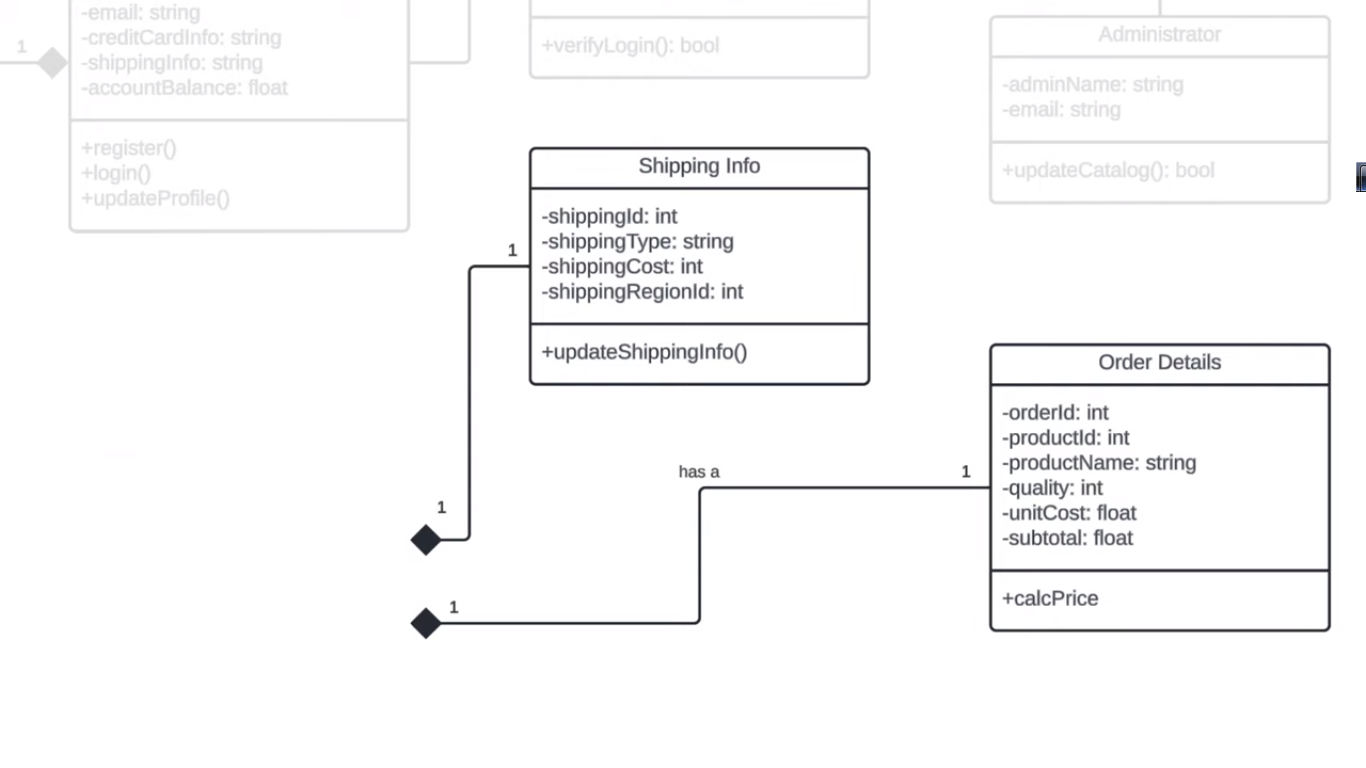 -email: string
-creditCardInfo: string
-shippingInfo: string
-accountBalance: float
1
+register()
+login()
+updateProfile()
+verifyLogin(): bool
Administrator
-adminName: string
-email: string
+updateCatalog(): bool
Shipping Info
-shippingId: int
-shippingType: string
-shippingCost: int
-shippingRegionId: int
+updateShippingInfo()
1
1
Order Details
-orderId: int
-productId: int
-productName: string
-quality: int
-unitCost: float
-subtotal: float
+calcPrice
has a
1
1